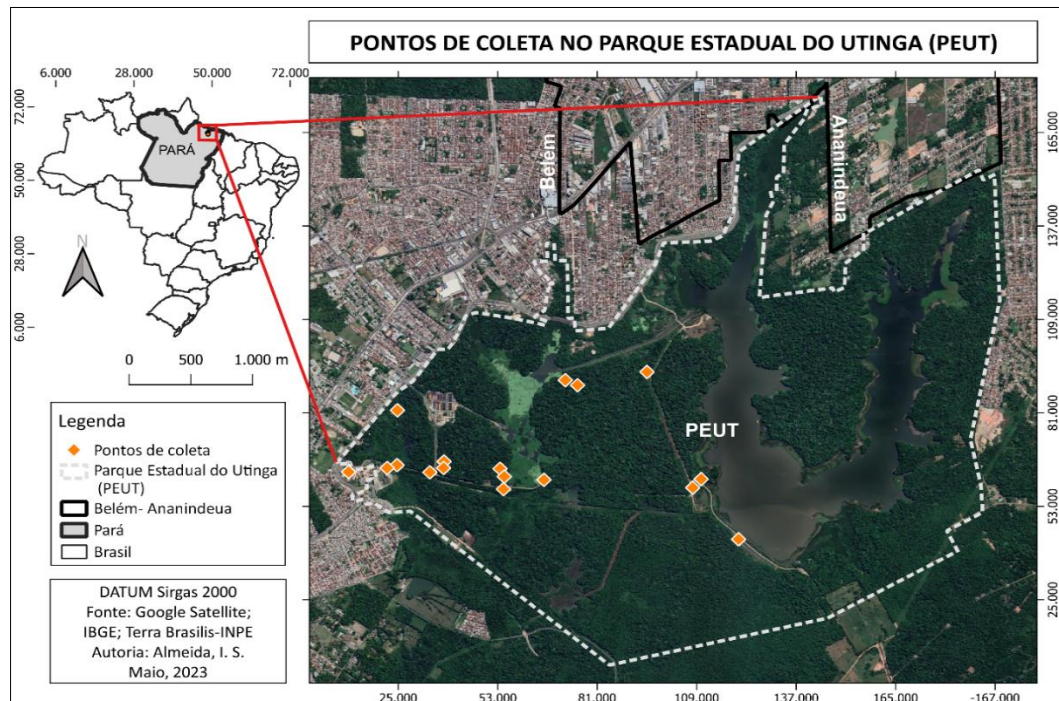 PONTOS DE COLETA NO PARQUE ESTADUAL DO UTINGA (PEUT)
6.000 28.000 50.000 72.000
72.000
50.000
28.000
6.000
PARÁ
N
0 500 1.000 m
Legenda
Pontos de coleta
Parque Estadual do Utinga
(PEUT)
Belém- Ananindeua
Pará
Brasil
DATUM Sirgas 2000
Fonte: Google Satellite;
IBGE; Terra Brasilis-INPE
Autoria: Almeida, I. S.
Maio, 2023
Belém
Ananindeua
PEUT
165.000
137.000
109.000
81.000
53.000
25.000
25.000 53.000 81.000 109.000 137.000 165.000 -167.000